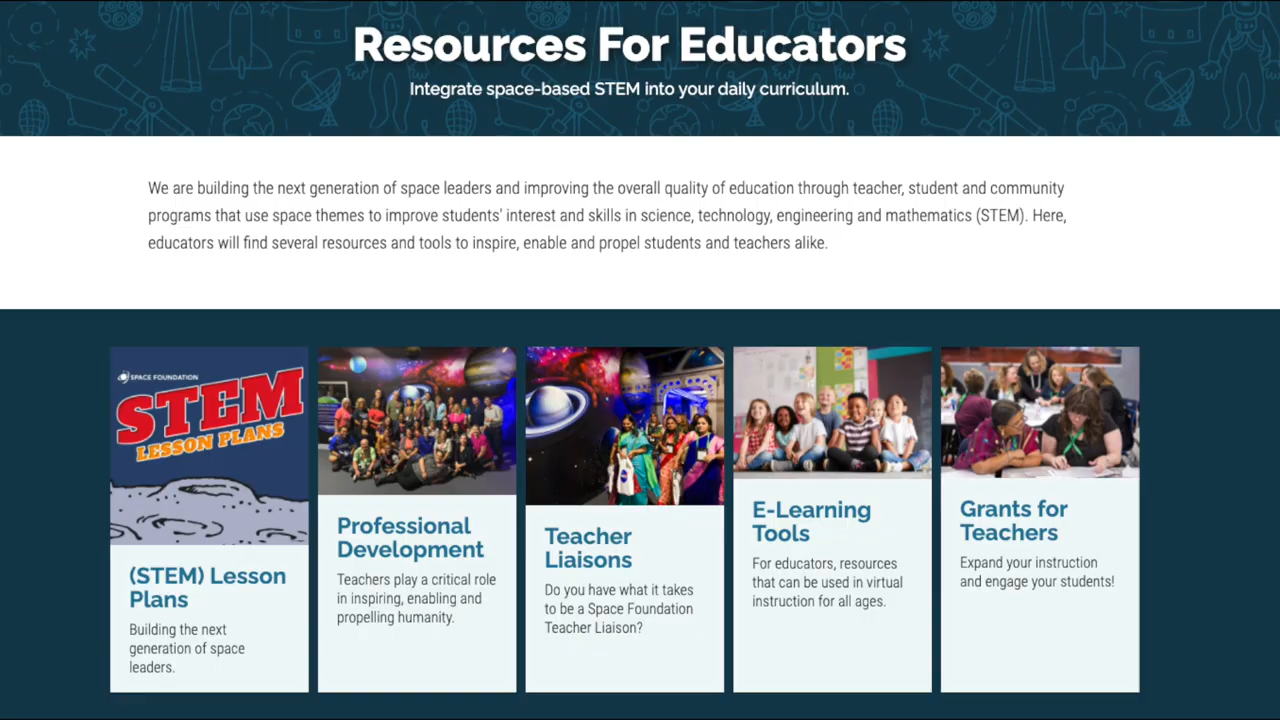 Resources For Educators
Integrate space-based STEM into your daily curriculum.
We are building the next generation of space leaders and improving the overall quality of education through teacher, student and community
programs that use space themes to improve students' interest and skills in science, technology, engineering and mathematics (STEM). Here,
educators will find several resources and tools to inspire, enable and propel students and teachers alike.
SPACE FOUNDATION
STEM
LESSON PLANS
(STEM) Lesson
Plans
Building the next
generation of space
leaders.
Professional
Development
Teachers play a critical role
in inspiring, enabling and
propelling humanity.
Teacher
Liaisons
Do you have what it takes
to be a Space Foundation
Teacher Liaison?
E-Learning
Tools
For educators, resources
that can be used in virtual
instruction for all ages.
Grants for
Teachers
Expand your instruction
and engage your students!